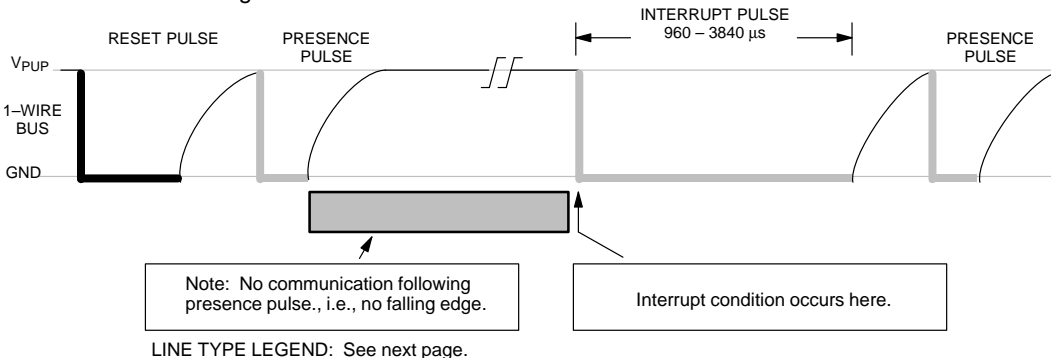 INTERRUPT PULSE
960 – 3840 μs
RESET PULSE
PRESENCE
PULSE
PRESENCE
PULSE
VPUP
1–WIRE
BUS
GND
Note: No communication following
presence pulse., i.e., no falling edge.
Interrupt condition occurs here.
LINE TYPE LEGEND: See next page.